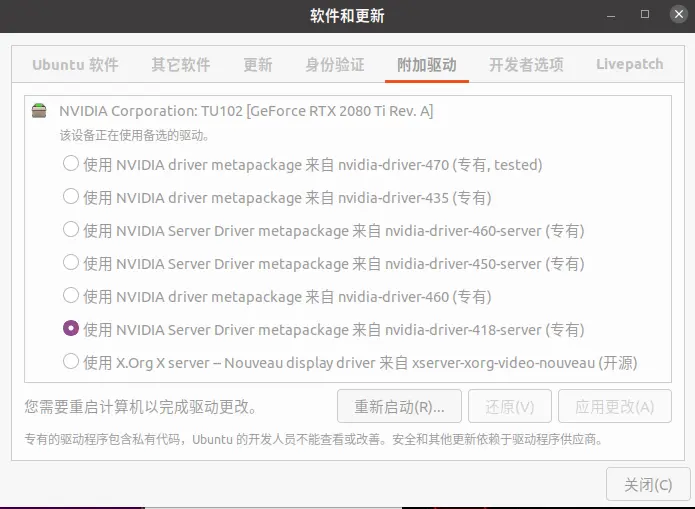 软件和更新
Ubuntu 软件 其它软件 更新 身份验证 附加驱动 开发者选项 Livepatch
NVIDIA Corporation: TU102 [GeForce RTX 2080 Ti Rev. A]
该设备正在使用备选的驱动。
使用 NVIDIA driver metapackage 来自 nvidia-driver-470 (专有, tested)
使用 NVIDIA driver metapackage 来自 nvidia-driver-435 (专有)
使用 NVIDIA Server Driver metapackage 来自 nvidia-driver-460-server (专有)
使用 NVIDIA Server Driver metapackage 来自 nvidia-driver-450-server (专有)
使用 NVIDIA driver metapackage 来自 nvidia-driver-460 (专有)
使用 NVIDIA Server Driver metapackage 来自 nvidia-driver-418-server (专有)
使用 X.Org X server – Nouveau display driver 来自 xserver-xorg-video-nouveau (开源)
您需要重启计算机以完成驱动更改。 重新启动(R)... 还原(V) 应用更改(A)
专有的驱动程序包含私有代码，Ubuntu 的开发人员不能查看或改善。安全和其他更新依赖于驱动程序供应商。
关闭(C)